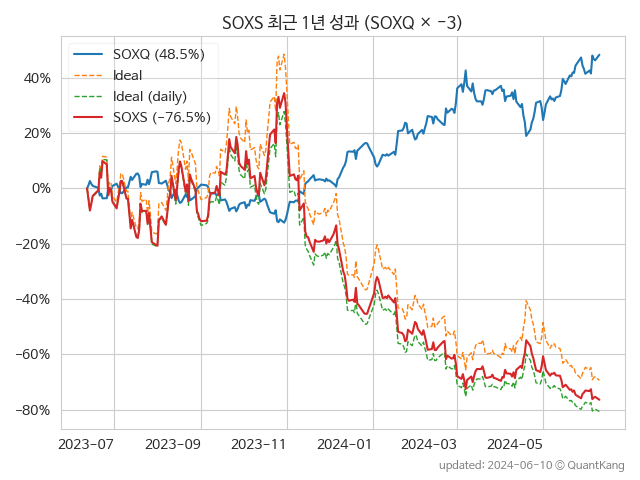 SOXS 최근 1년 성과 (SOXQ × −3)
SOXQ (48.5%)
Ideal
Ideal (daily)
SOXS (−76.5%)
40%
20%
0%
−20%
−40%
−60%
−80%
2023-07
2023-09
2023-11
2024-01
2024-03
2024-05
updated: 2024-06-10 ⓒ QuantKang